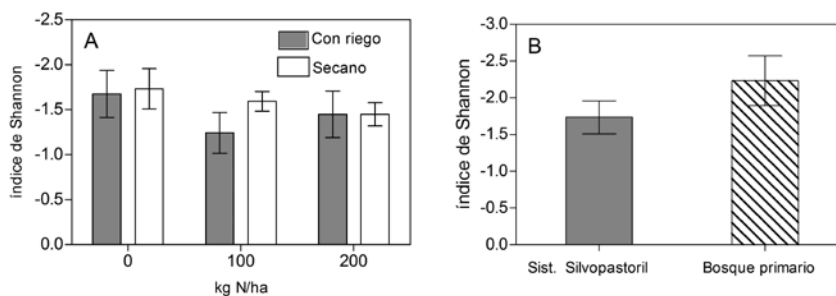 A
Con riego
Secano
índice de Shannon
-2.5
-2.0
-1.5
-1.0
-0.5
0.0
0
100
200
kg N/ha
B
índice de Shannon
-3.0
-2.5
-2.0
-1.5
-1.0
-.5
0.0
Sist. Silvopastoril
Bosque primario